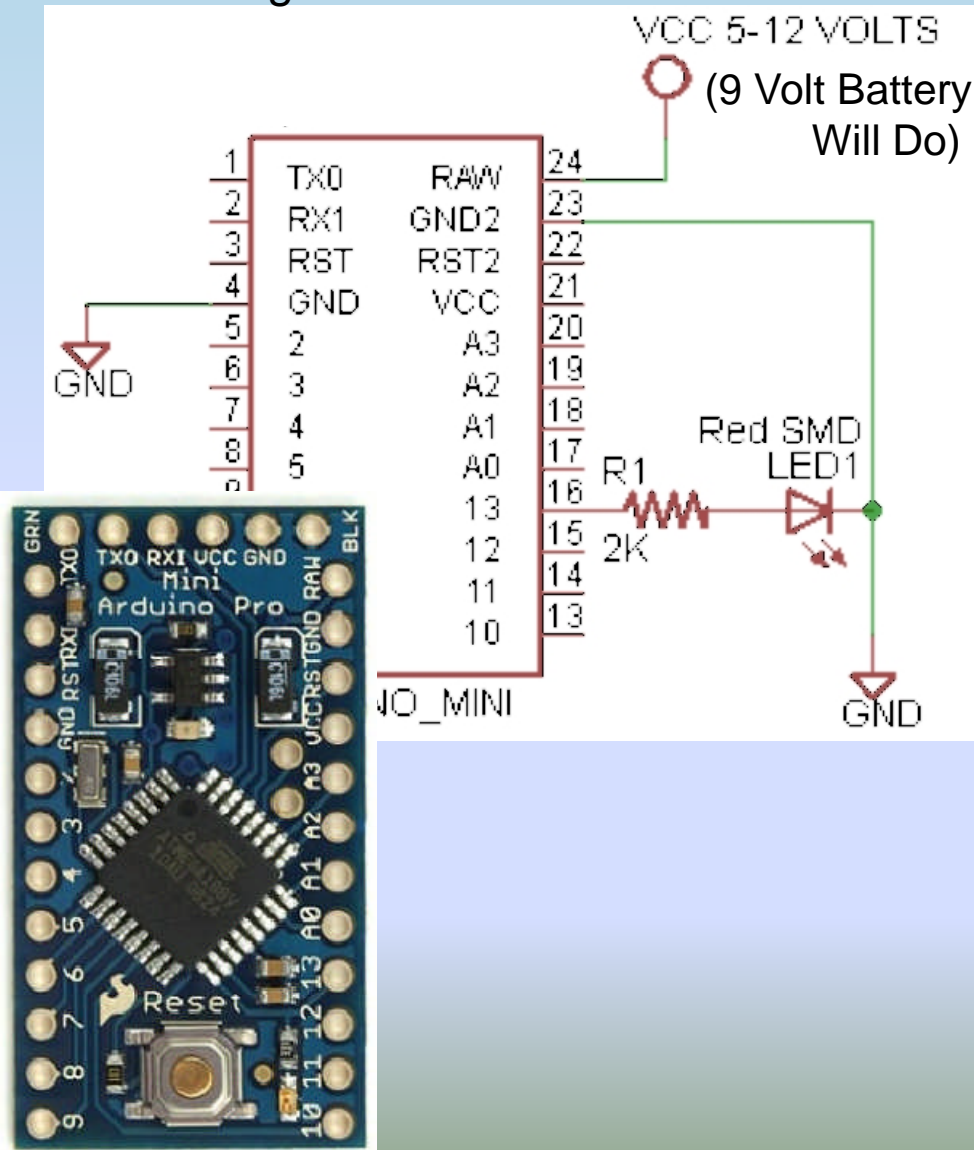 VCC 5-12 VOLTS
(9 Volt Battery
Will Do)
1 TX0 RAW 24
2 RX1 GND2 23
3 RST RST2 22
4 GND VCC 21
5 2 A3 20
6 3 A2 19
7 4 A1 18
8 5 A0 17
13 16
12 15
11 14
10 13
GND
R1
2K
Red SMD
LED1
GND
NO_MINI
GRN
BLK
TXO RXI VCC GND
Mini
Arduino Pro
TXO
RXI
RST
GND
3
4
5
6
7
8
9
RAW
GND
RST
VCC
A3
A2
A1
A0
13
12
11
10
Reset